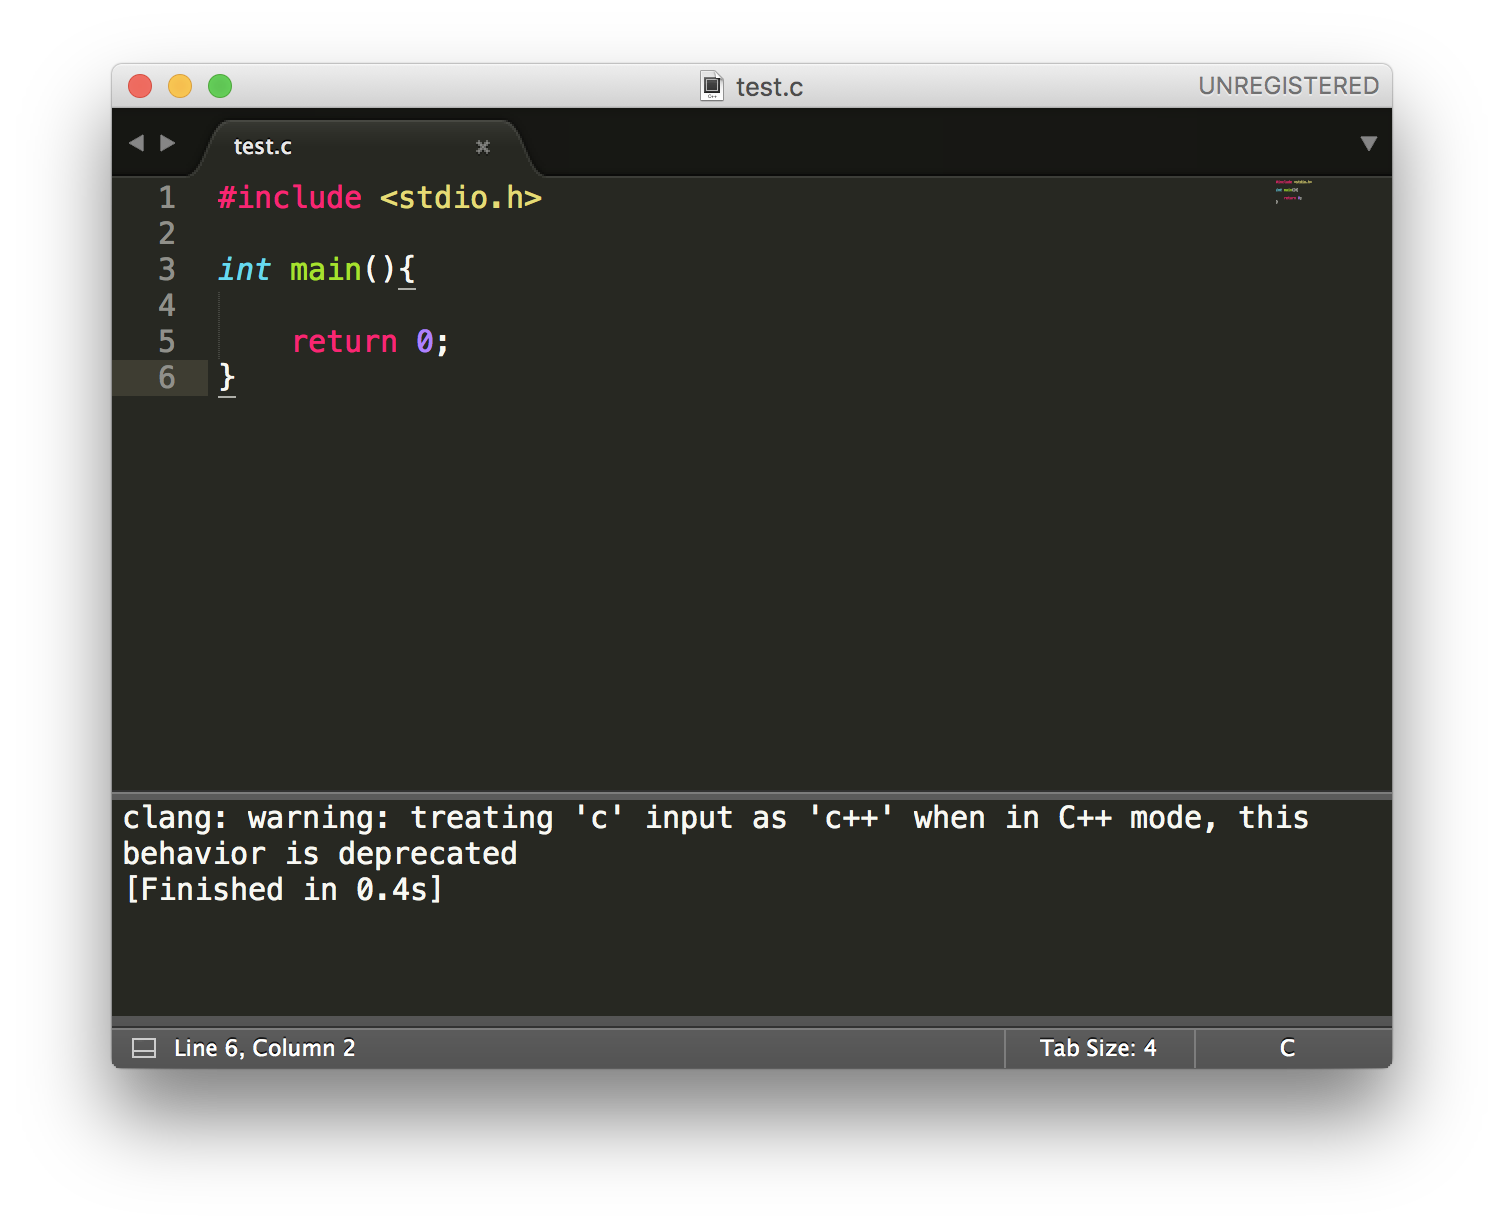 test.c
UNREGISTERED
test.c
1 #include <stdio.h>
2
3 int main(){
4
5     return 0;
6 }
clang: warning: treating 'c' input as 'c++' when in C++ mode, this
behavior is deprecated
[Finished in 0.4s]
Line 6, Column 2
Tab Size: 4
C